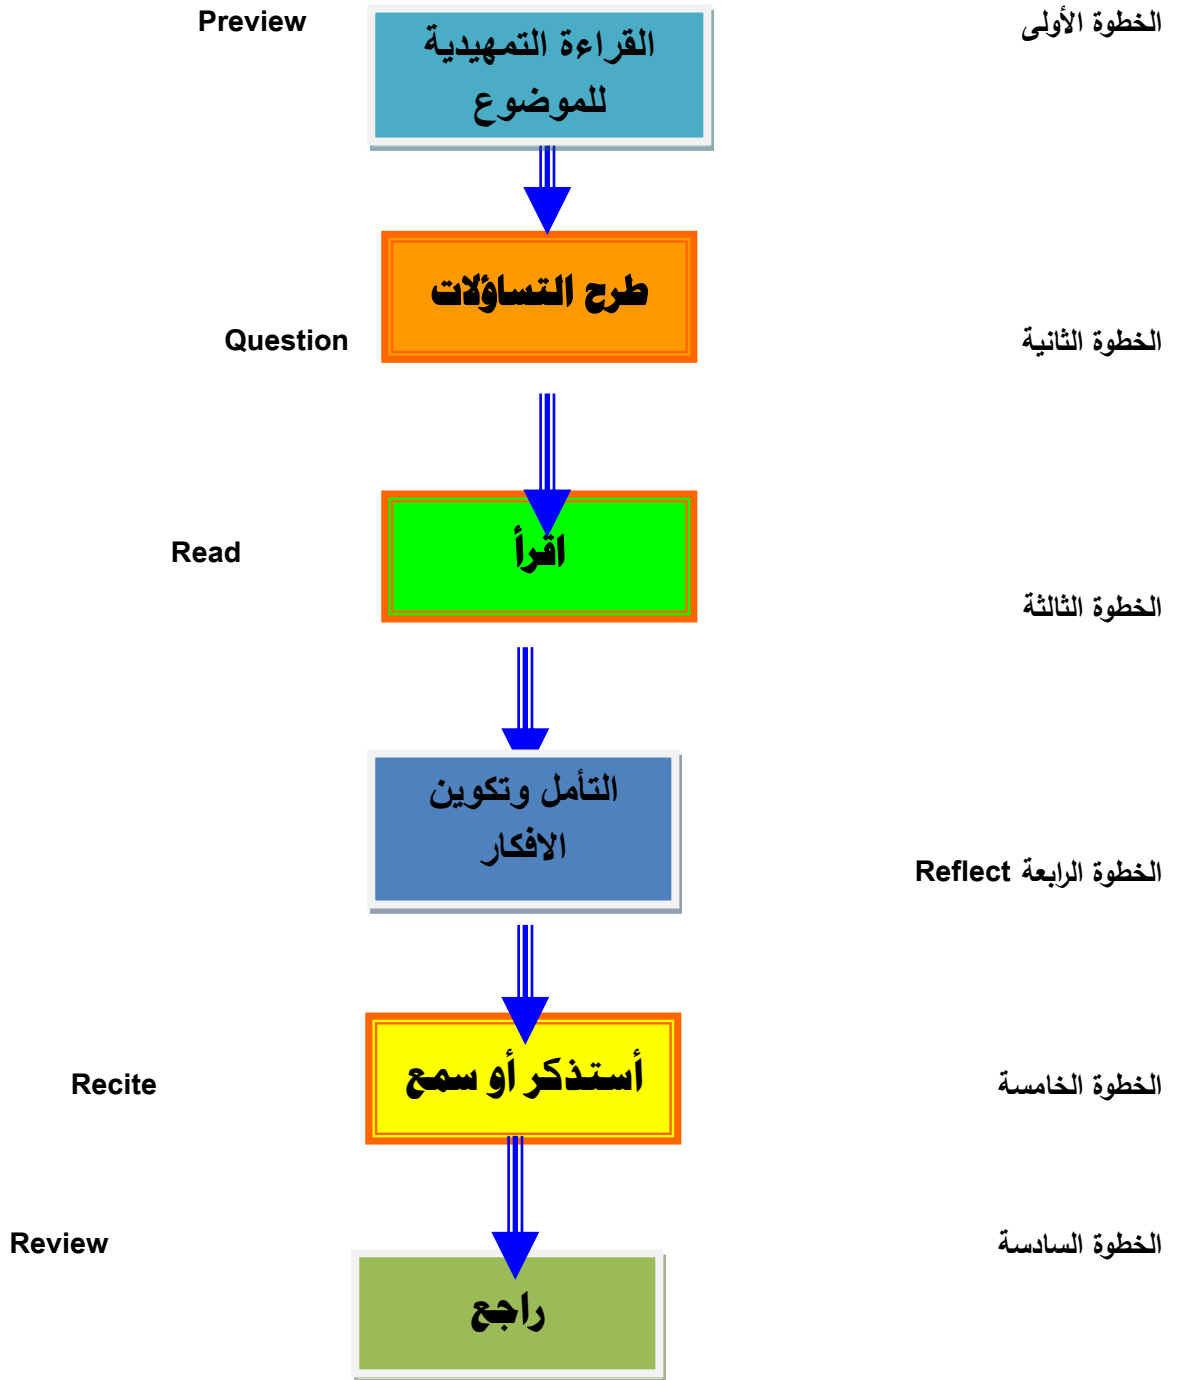 الخطوة الأولى
القراءة التمهيدية
للموضوع
Preview
طرح التساؤلات
الخطوة الثانية
Question
اقرأ
Read
الخطوة الثالثة
التأمل وتكوين
الافكار
الخطوة الرابعة Reflect
الخطوة الخامسة
أستذكر أو سمع
Recite
الخطوة السادسة
Review
راجع